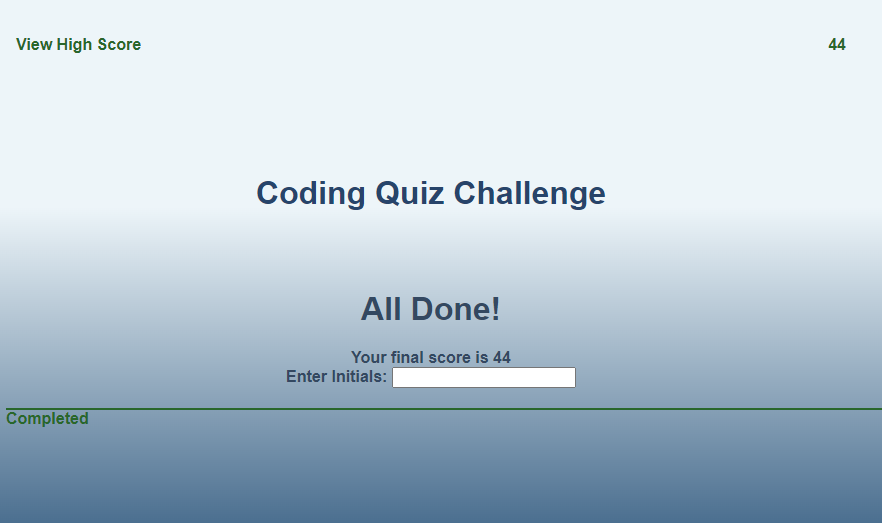 View High Score
44
Coding Quiz Challenge
All Done!
Your final score is 44
Enter Initials:
Completed